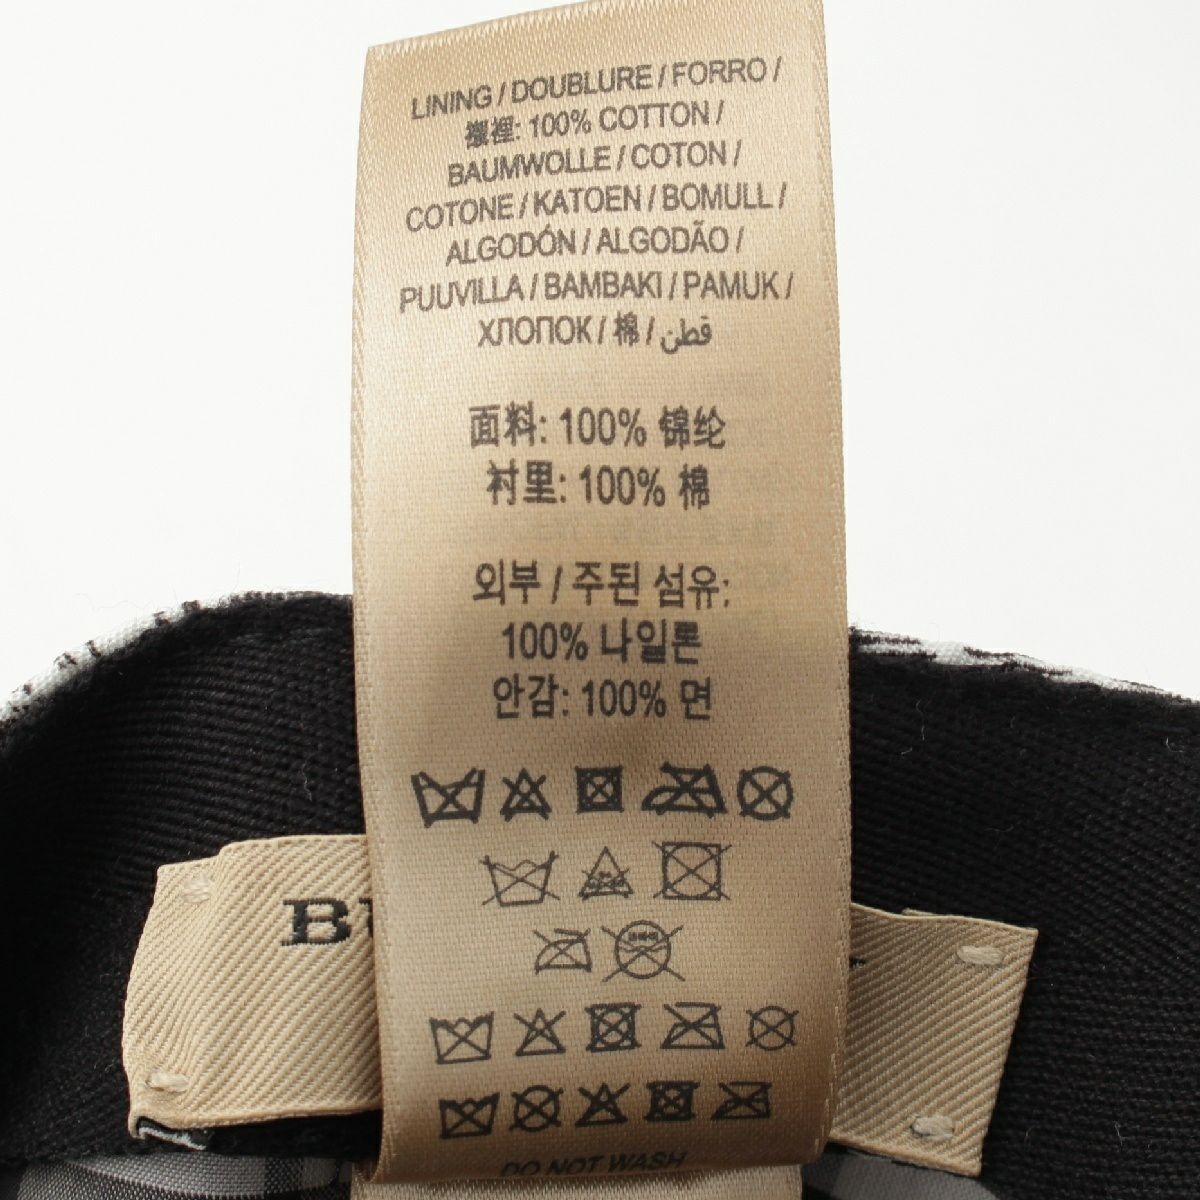 LINING / DOUBLURE / FORRO /
襯裡: 100% COTTON /
BAUMWOLLE / COTON /
COTONE / KATOEN / BOMULL /
ALGODÓN / ALGODÃO /
PUUVILLA / BAMBAKI / PAMUK /
ХЛОПОК / 棉 / قطن
面料: 100% 锦纶
衬里: 100% 棉
외부 / 주된 섬유:
100% 나일론
안감: 100% 면
DO NOT WASH